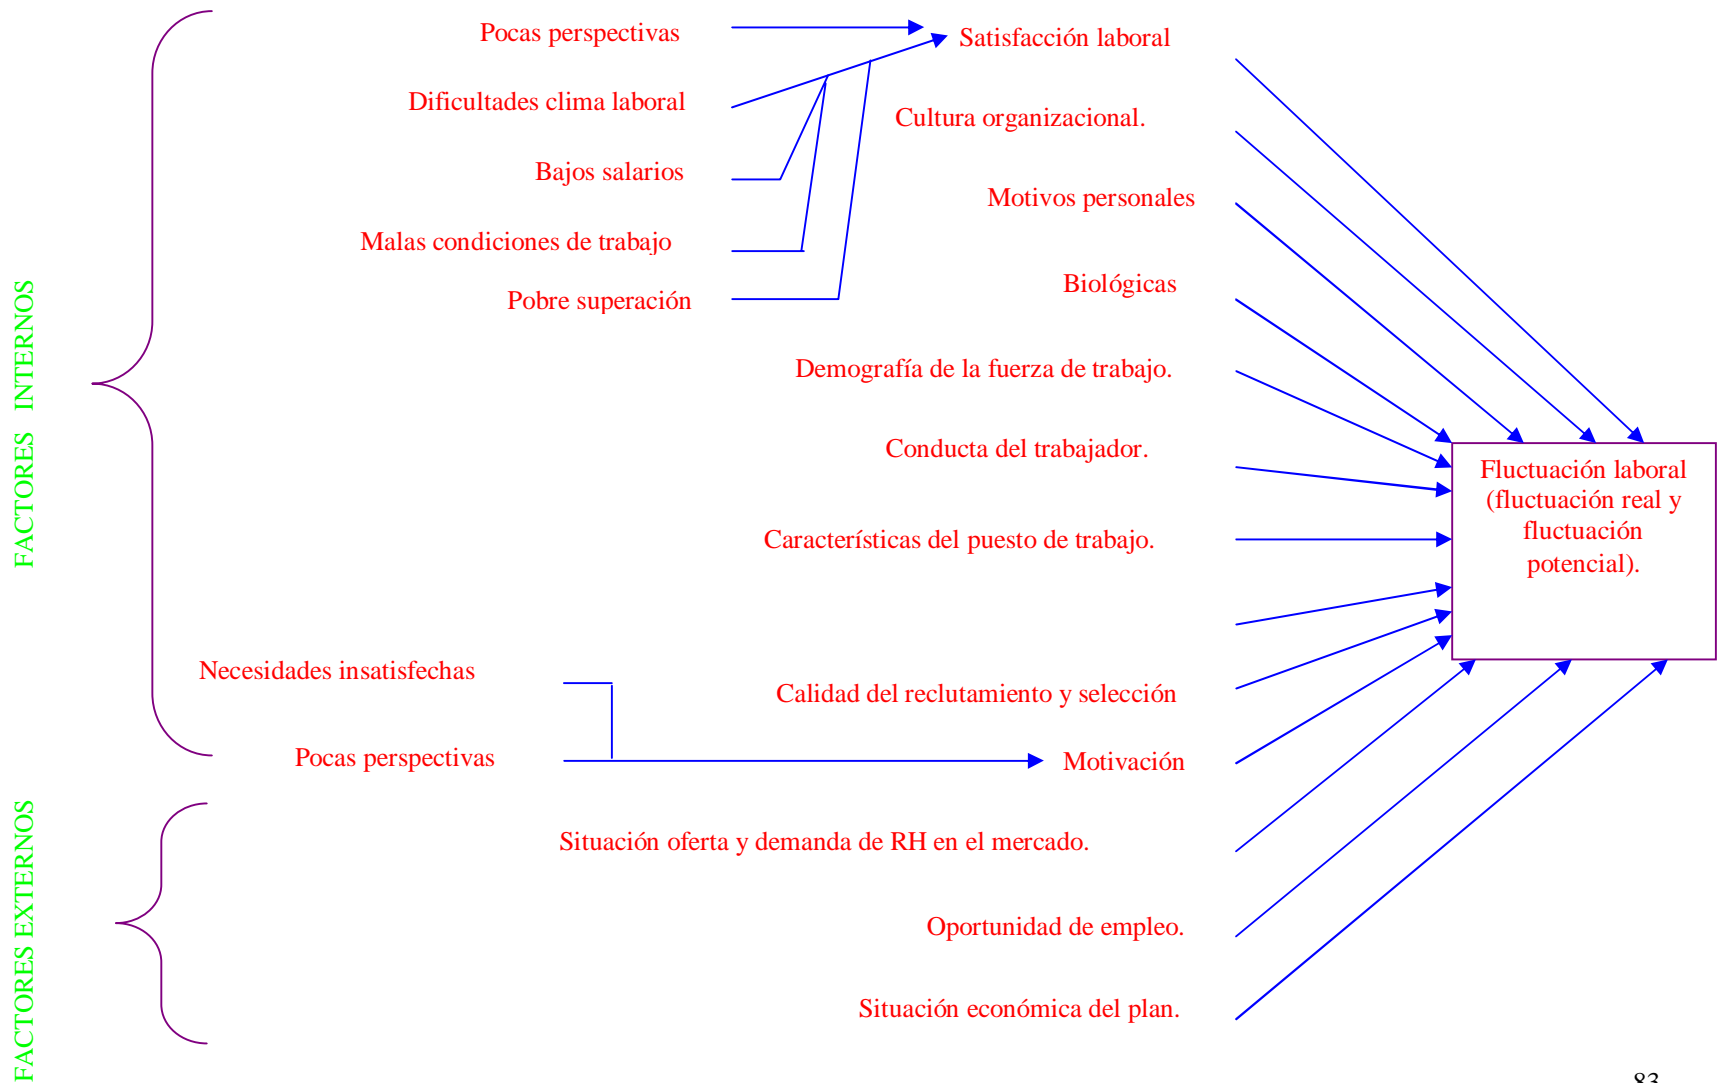 Pocas perspectivas
Satisfacción laboral
Dificultades clima laboral
Cultura organizacional.
Bajos salarios
Motivos personales
Malas condiciones de trabajo
Biológicas
Pobre superación
FACTORES INTERNOS
Demografía de la fuerza de trabajo.
Conducta del trabajador.
Fluctuación laboral
(fluctuación real y
fluctuación
potencial).
Características del puesto de trabajo.
Necesidades insatisfechas
Calidad del reclutamiento y selección
Pocas perspectivas
Motivación
FACTORES EXTERNOS
Situación oferta y demanda de RH en el mercado.
Oportunidad de empleo.
Situación económica del plan.
83